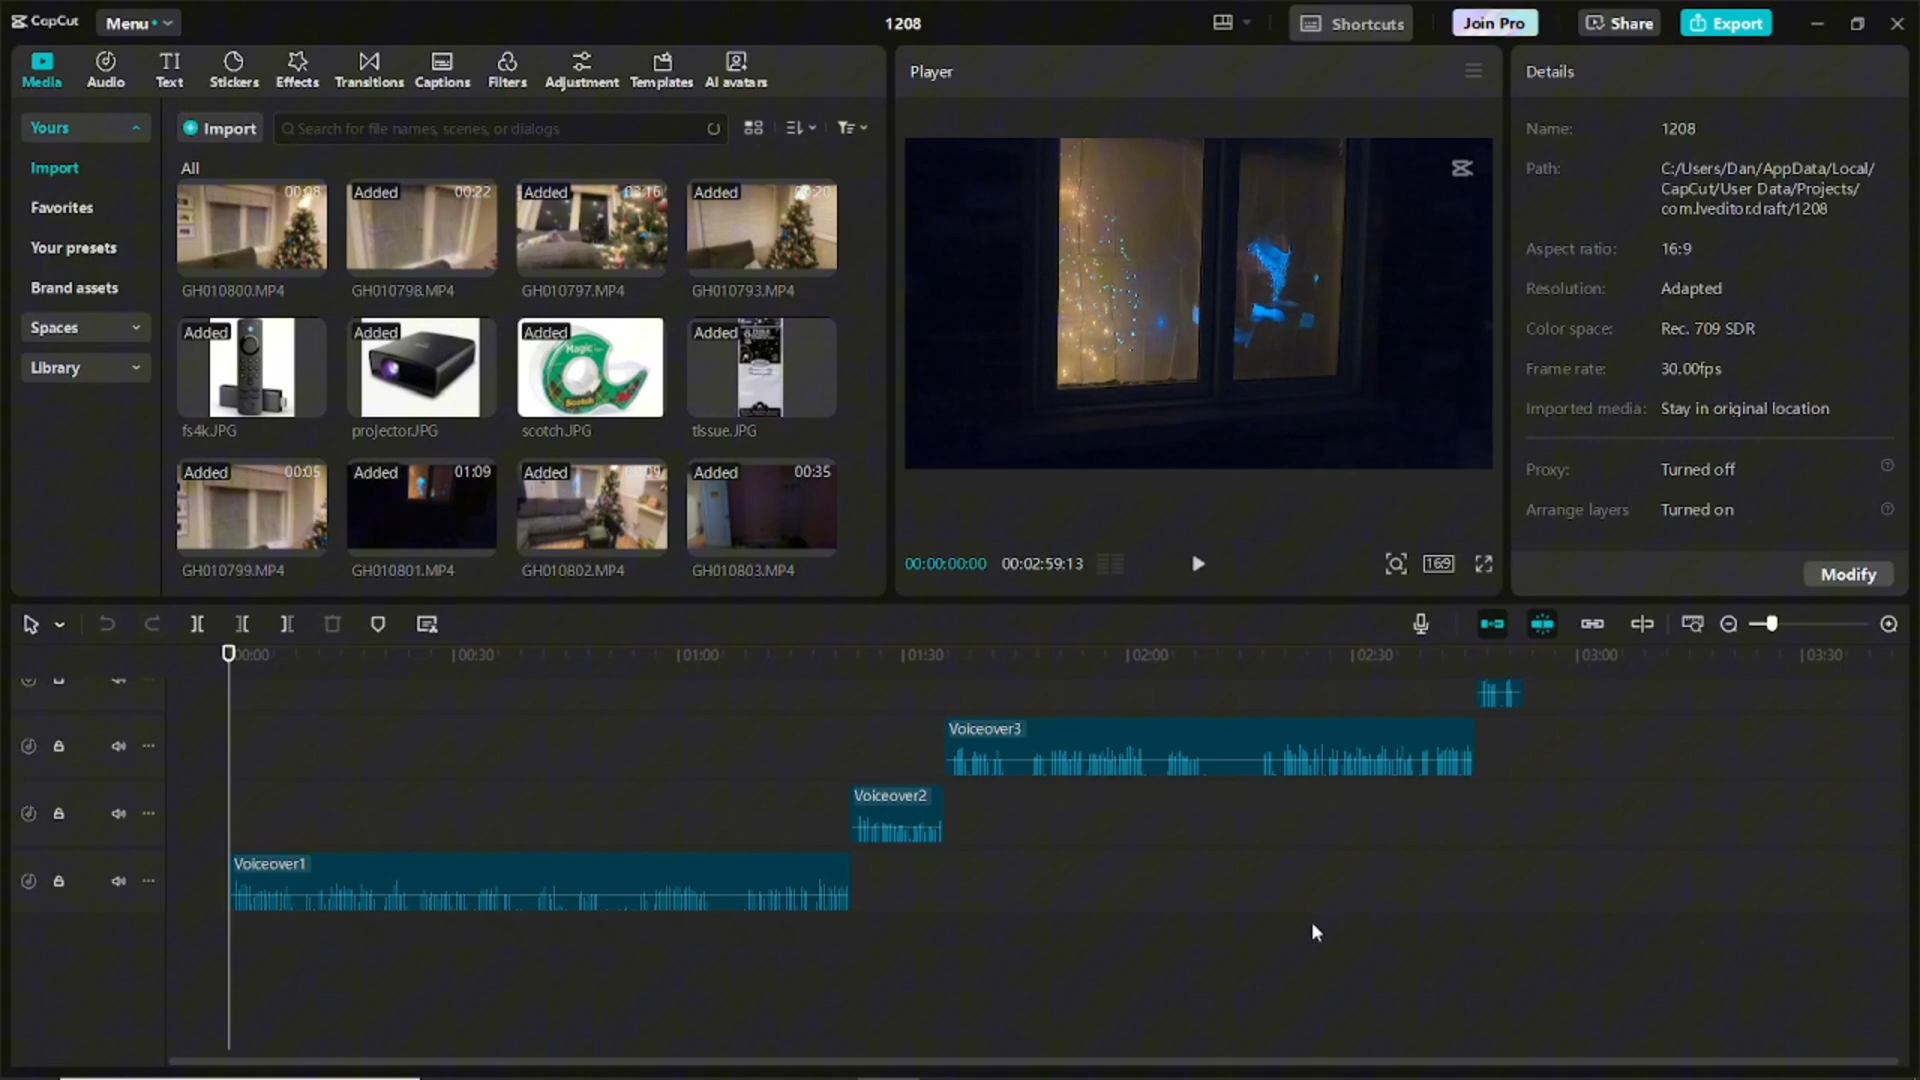 CapCut
Menu
1208
Shortcuts
Join Pro
Share
Export
Media
Audio
Text
Stickers
Effects
Transitions
Captions
Filters
Adjustment
Templates
AI avatars
Player
Details
Yours
Import
Favorites
Your presets
Brand assets
Spaces
Library
Import
Search for file names, scenes, or dialogs
All
00:08
Added 00:22
Added 03:16
Added :20
GH010800.MP4
GH010798.MP4
GH010797.MP4
GH010793.MP4
Added
Added
Added
Added
Magic
Scotch
fs4k.JPG
projector.JPG
scotch.JPG
tissue.JPG
Added 00:05
Added 01:09
Added
Added 00:35
GH010799.MP4
GH010801.MP4
GH010802.MP4
GH010803.MP4
00:00:00:00
00:02:59:13
16:9
Name: 1208
Path: C:/Users/Dan/AppData/Local/
CapCut/User Data/Projects/
com.lveditor.draft/1208
Aspect ratio: 16:9
Resolution: Adapted
Color space: Rec. 709 SDR
Frame rate: 30.00fps
Imported media: Stay in original location
Proxy: Turned off
Arrange layers Turned on
Modify
00:00
00:30
01:00
01:30
02:00
02:30
03:00
03:30
Voiceover3
Voiceover2
Voiceover1